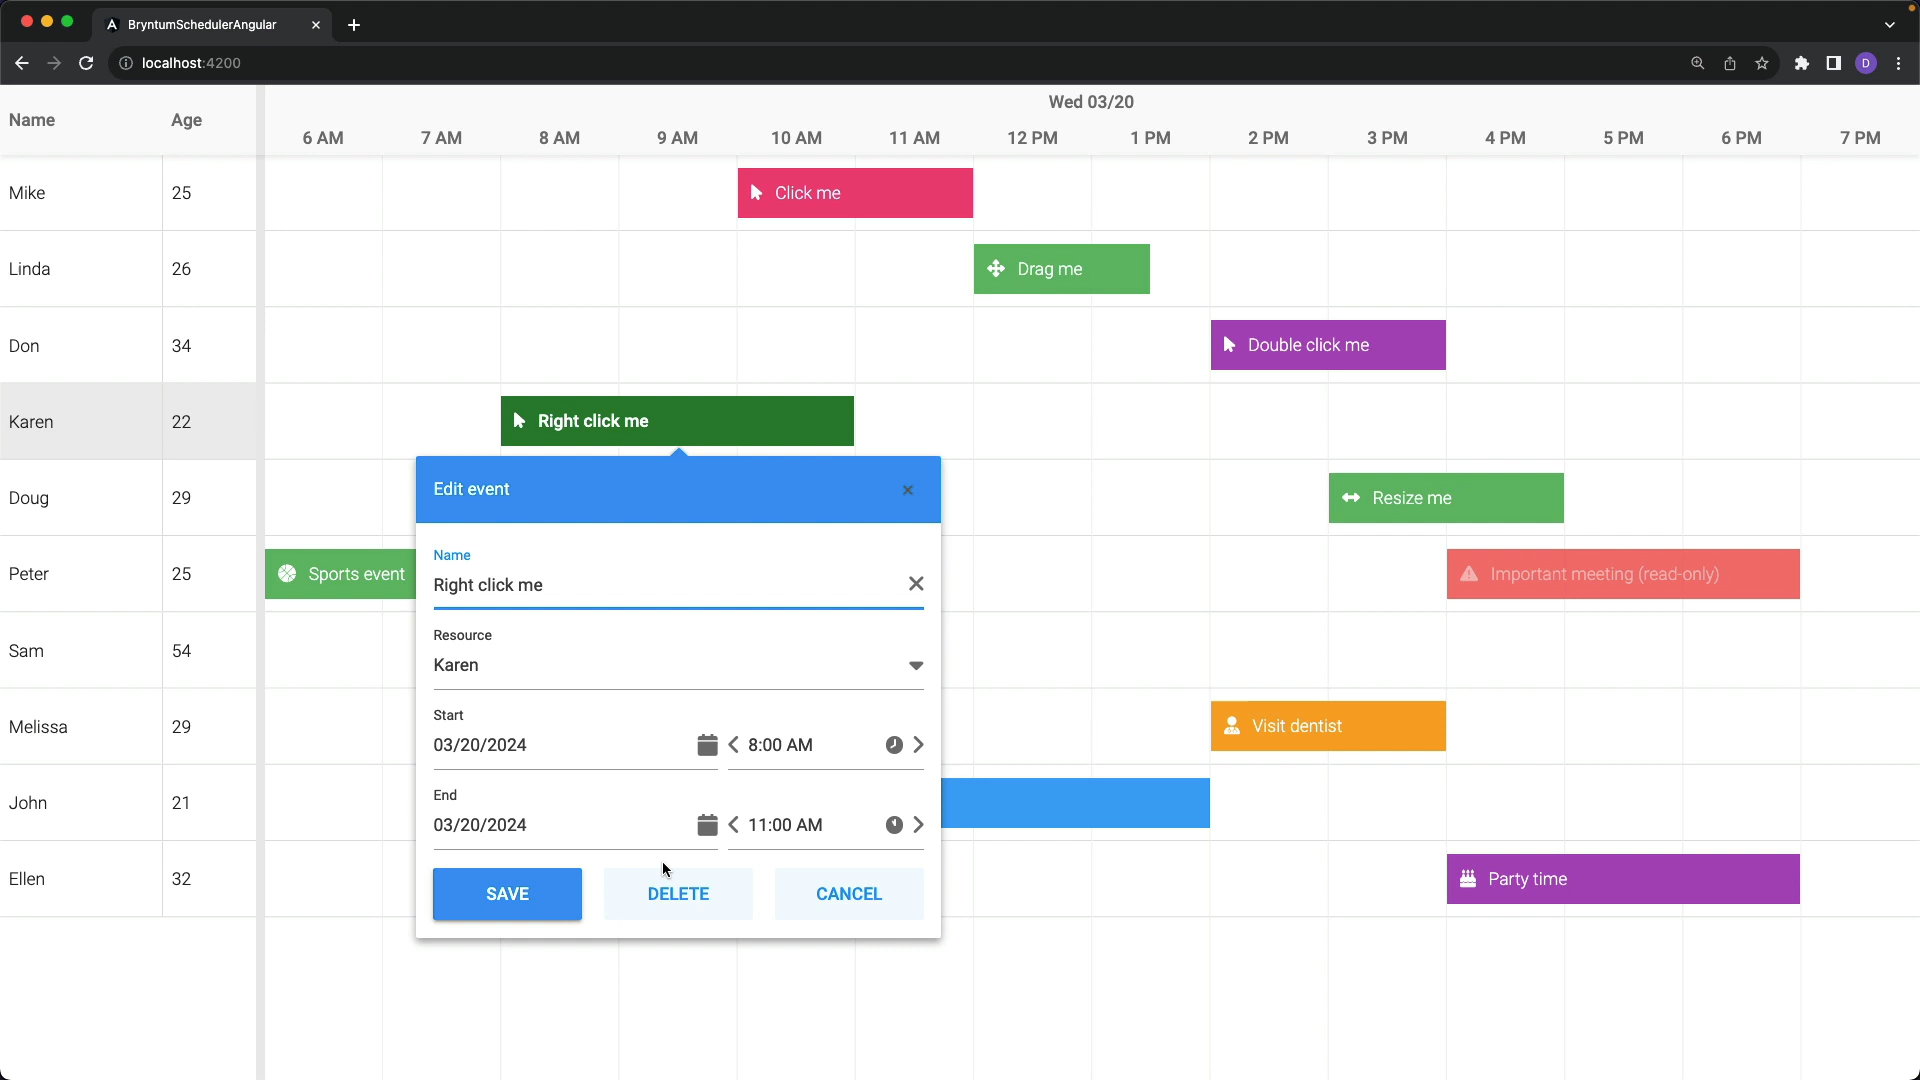 BryntumSchedulerAngular
localhost:4200
D
Name Age
Wed 03/20
6 AM 7 AM 8 AM 9 AM 10 AM 11 AM 12 PM 1 PM 2 PM 3 PM 4 PM 5 PM 6 PM 7 PM
Mike 25 Click me
Linda 26 Drag me
Don 34 Double click me
Karen 22 Right click me
Edit event
Doug 29 Resize me
Name
Peter 25 Sports event Right click me Important meeting (read-only)
Resource
Sam 54 Karen
Start
Melissa 29 03/20/2024 8:00 AM Visit dentist
End
John 21 03/20/2024 11:00 AM
Ellen 32 SAVE DELETE CANCEL Party time